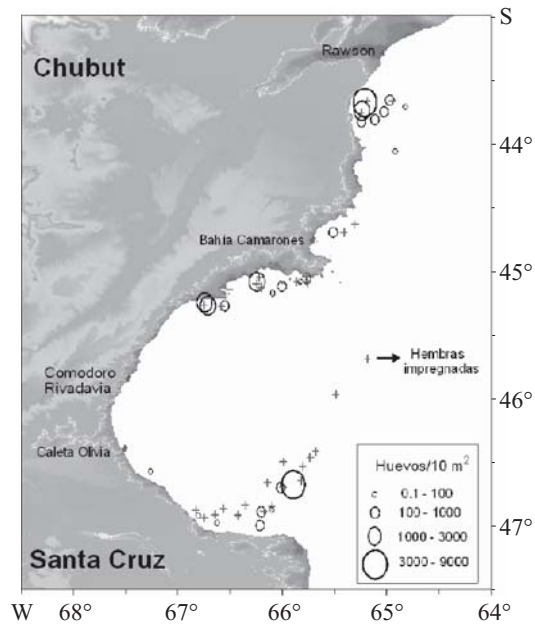 S
Rawson
Chubut
44°
Bahía Camarones
45°
Hembras
impregnadas
Comodoro
Rivadavia
46°
Caleta Olivia
Huevos/10 m²
0.1 - 100
100 - 1000
1000 - 3000
3000 - 9000
47°
Santa Cruz
W 68° 67° 66° 65° 64°